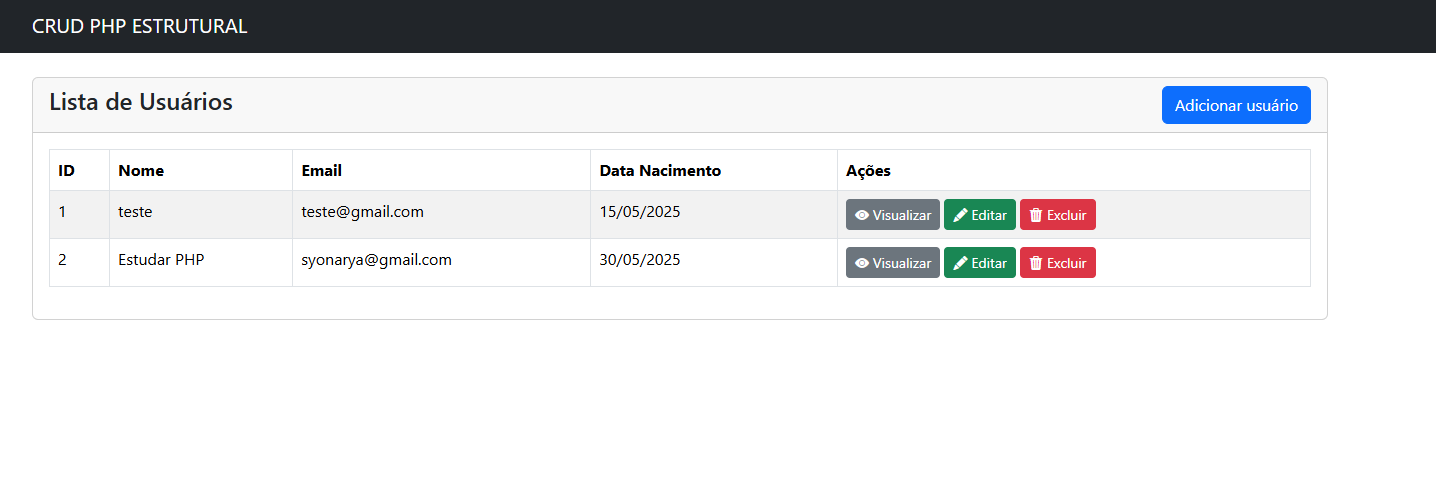 CRUD PHP ESTRUTURAL
Lista de Usuários
Adicionar usuário
ID Nome Email Data Nacimento Ações
1 teste teste@gmail.com 15/05/2025 Visualizar Editar Excluir
2 Estudar PHP syonarya@gmail.com 30/05/2025 Visualizar Editar Excluir